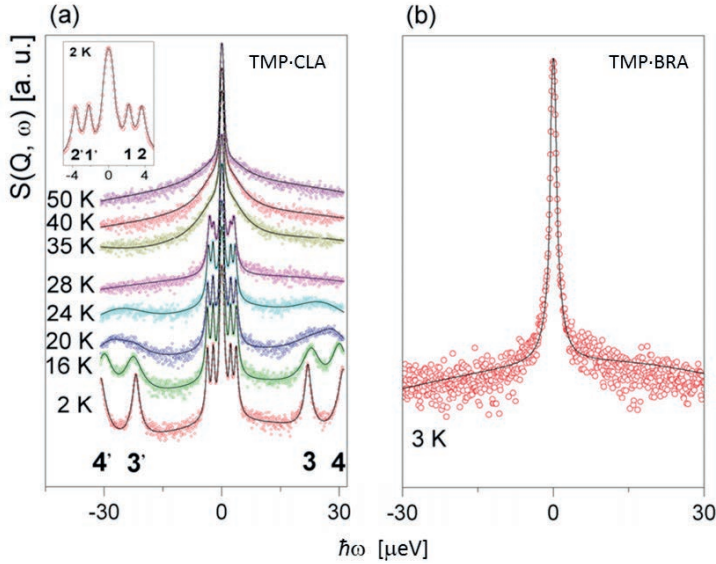 (a)
(b)
S(Q, ω) [a. u.]
2 K
2' 1' 1 2
-4 0 4
TMP·CLA
TMP·BRA
50 K
40 K
35 K
28 K
24 K
20 K
16 K
2 K
4' 3' 3 4
3 K
-30 0 30
-30 0 30
ħω [µeV]